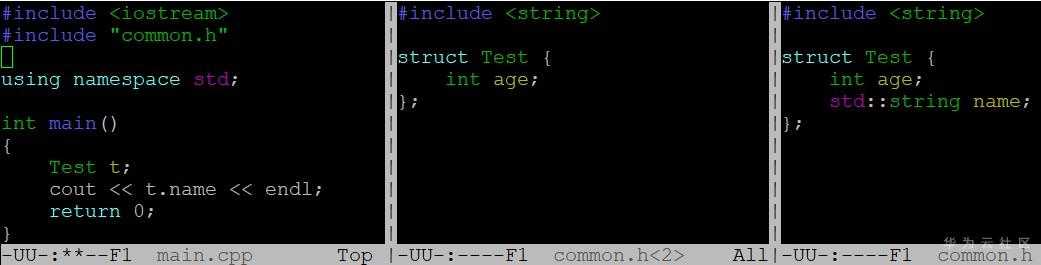 #include <iostream>
#include "common.h"
using namespace std;
int main()
{
    Test t;
    cout << t.name << endl;
    return 0;
}
-UU-:**--F1  main.cpp       Top
#include <string>
struct Test {
    int age;
};
-UU-:----F1  common.h<2>    All
#include <string>
struct Test {
    int age;
    std::string name;
};
-UU-:----F1  common.h
华为云社区